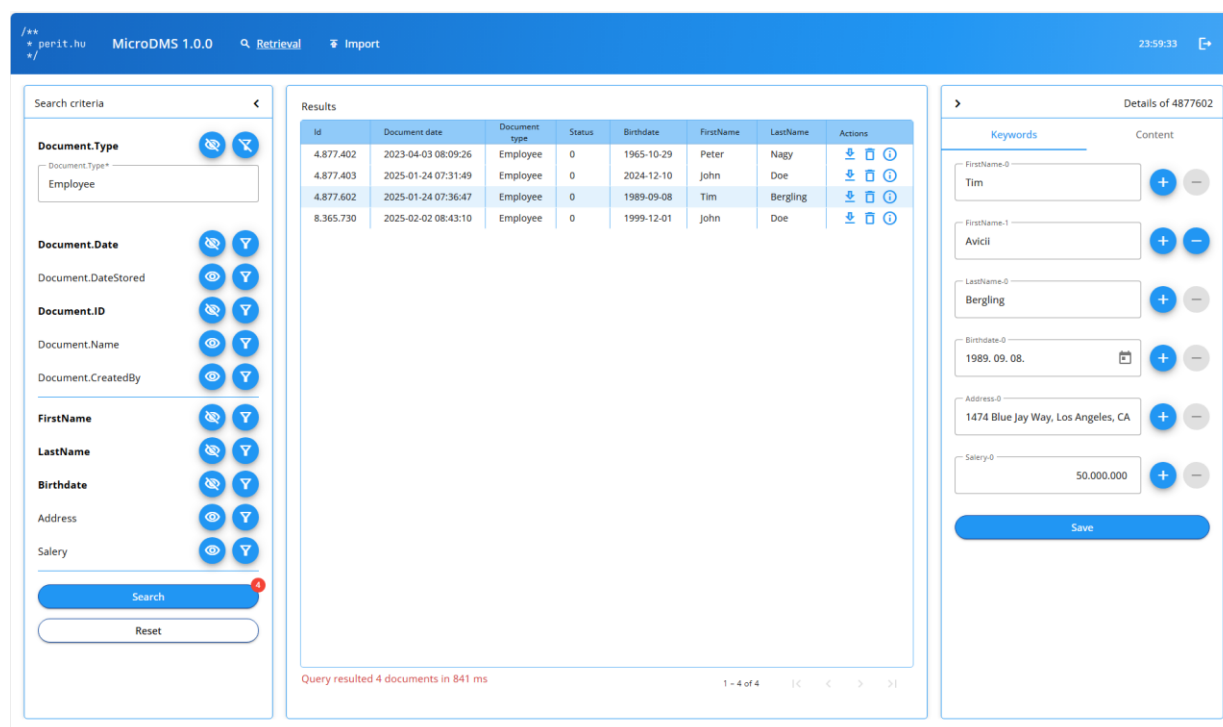 /**
* perit.hu
*/
MicroDMS 1.0.0
Retrieval
Import
23:59:33
Search criteria
Document.Type
Document.Type*
Employee
Document.Date
Document.DateStored
Document.ID
Document.Name
Document.CreatedBy
FirstName
LastName
Birthdate
Address
Salery
Search
4
Reset
Results
Id Document date Document type Status Birthdate FirstName LastName Actions
4.877.402 2023-04-03 08:09:26 Employee 0 1965-10-29 Peter Nagy
4.877.403 2025-01-24 07:31:49 Employee 0 2024-12-10 John Doe
4.877.602 2025-01-24 07:36:47 Employee 0 1989-09-08 Tim Bergling
8.365.730 2025-02-02 08:43:10 Employee 0 1999-12-01 John Doe
Query resulted 4 documents in 841 ms
1 – 4 of 4
Details of 4877602
Keywords Content
FirstName-0
Tim
FirstName-1
Avicii
LastName-0
Bergling
Birthdate-0
1989. 09. 08.
Address-0
1474 Blue Jay Way, Los Angeles, CA
Salery-0
50.000.000
Save